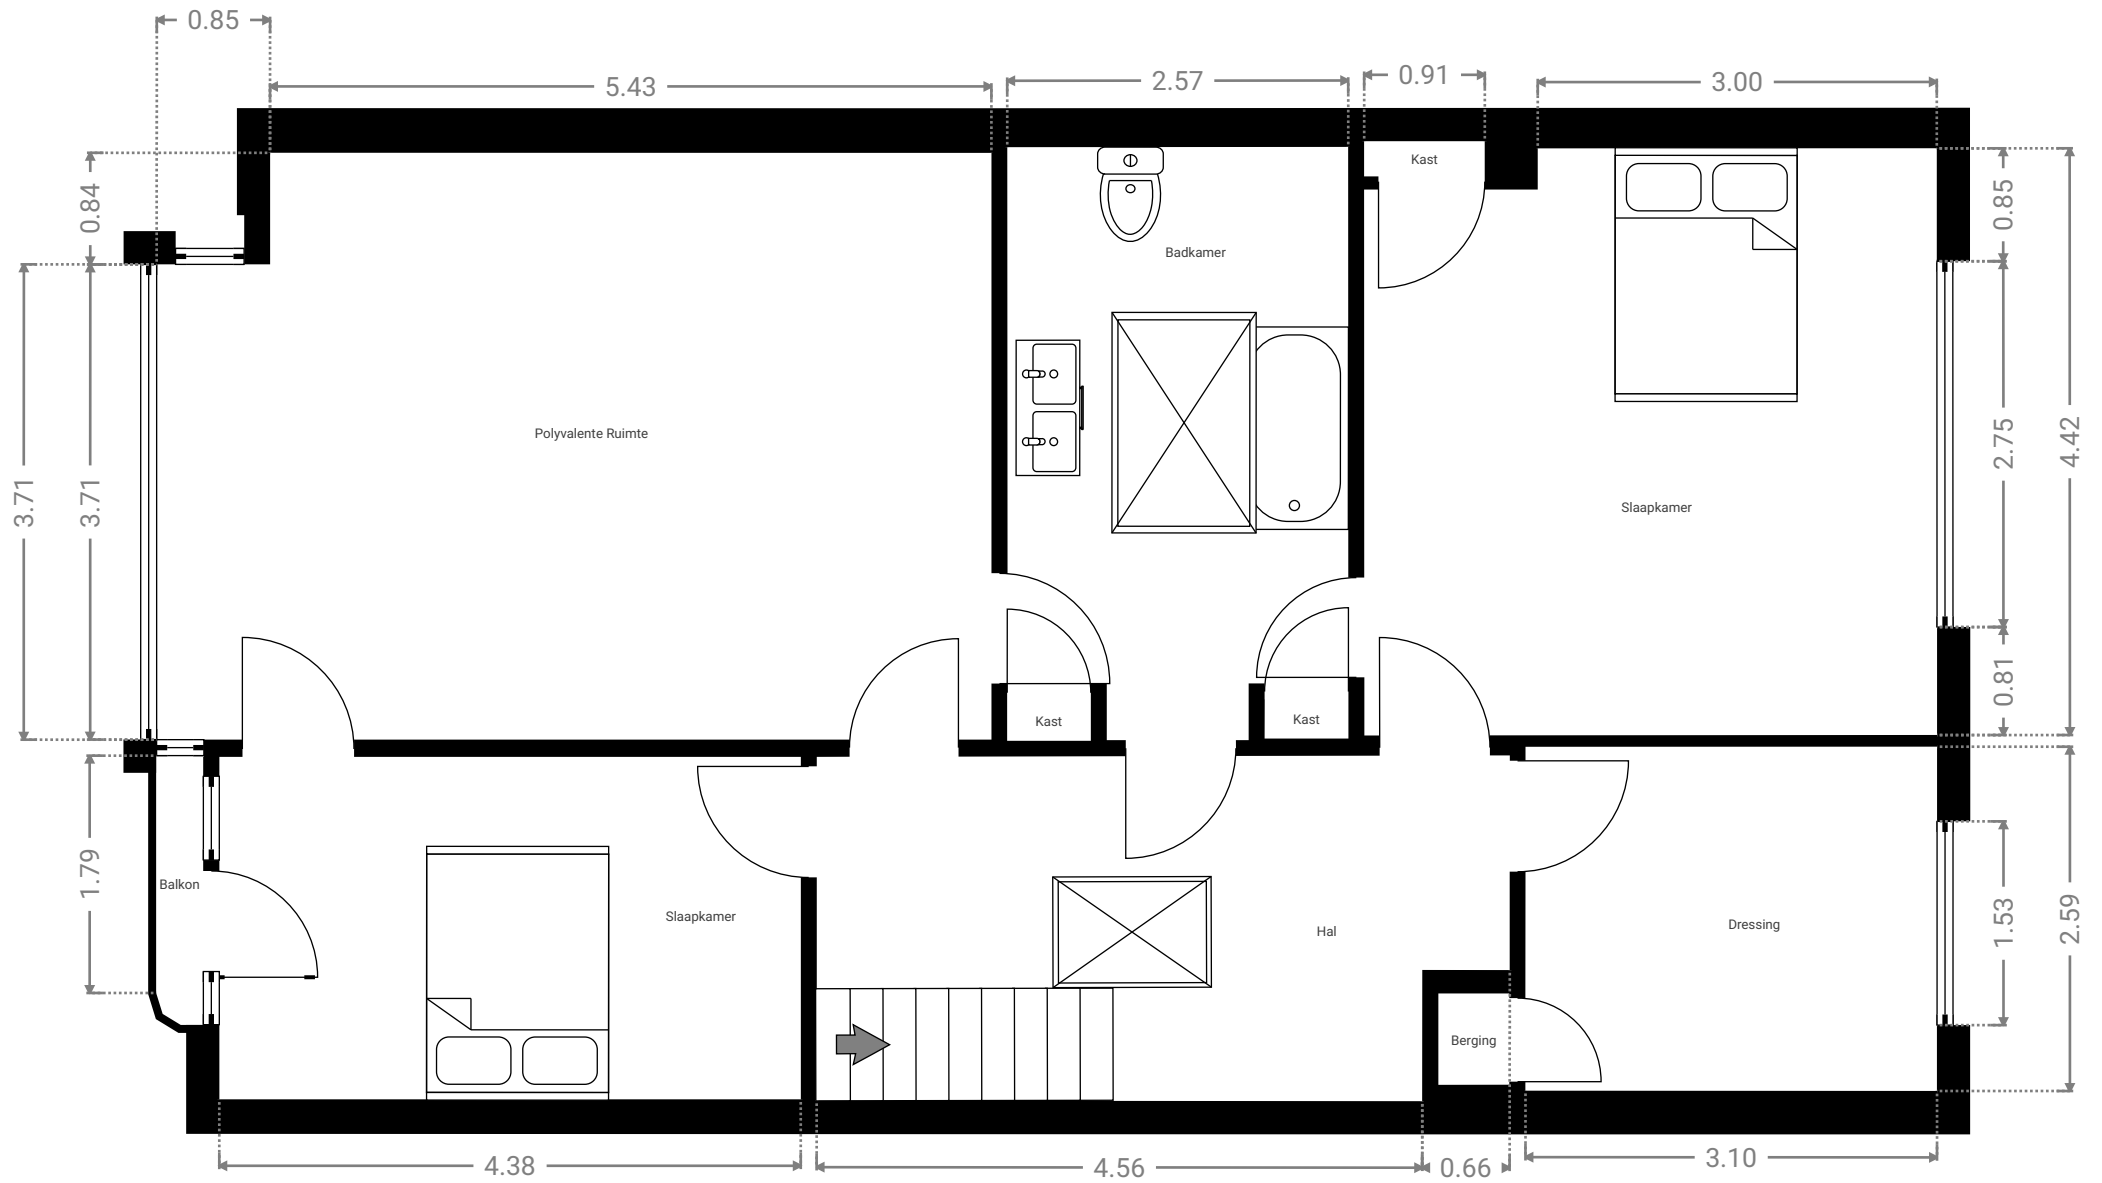 0.85
5.43
2.57
0.91
3.00
0.84
Kast
0.85
Badkamer
3.71
3.71
Polyvalente Ruimte
Slaapkamer
2.75
4.42
0.81
Kast
Kast
1.79
Balkon
Slaapkamer
Hal
Dressing
1.53
2.59
Berging
4.38
4.56
0.66
3.10